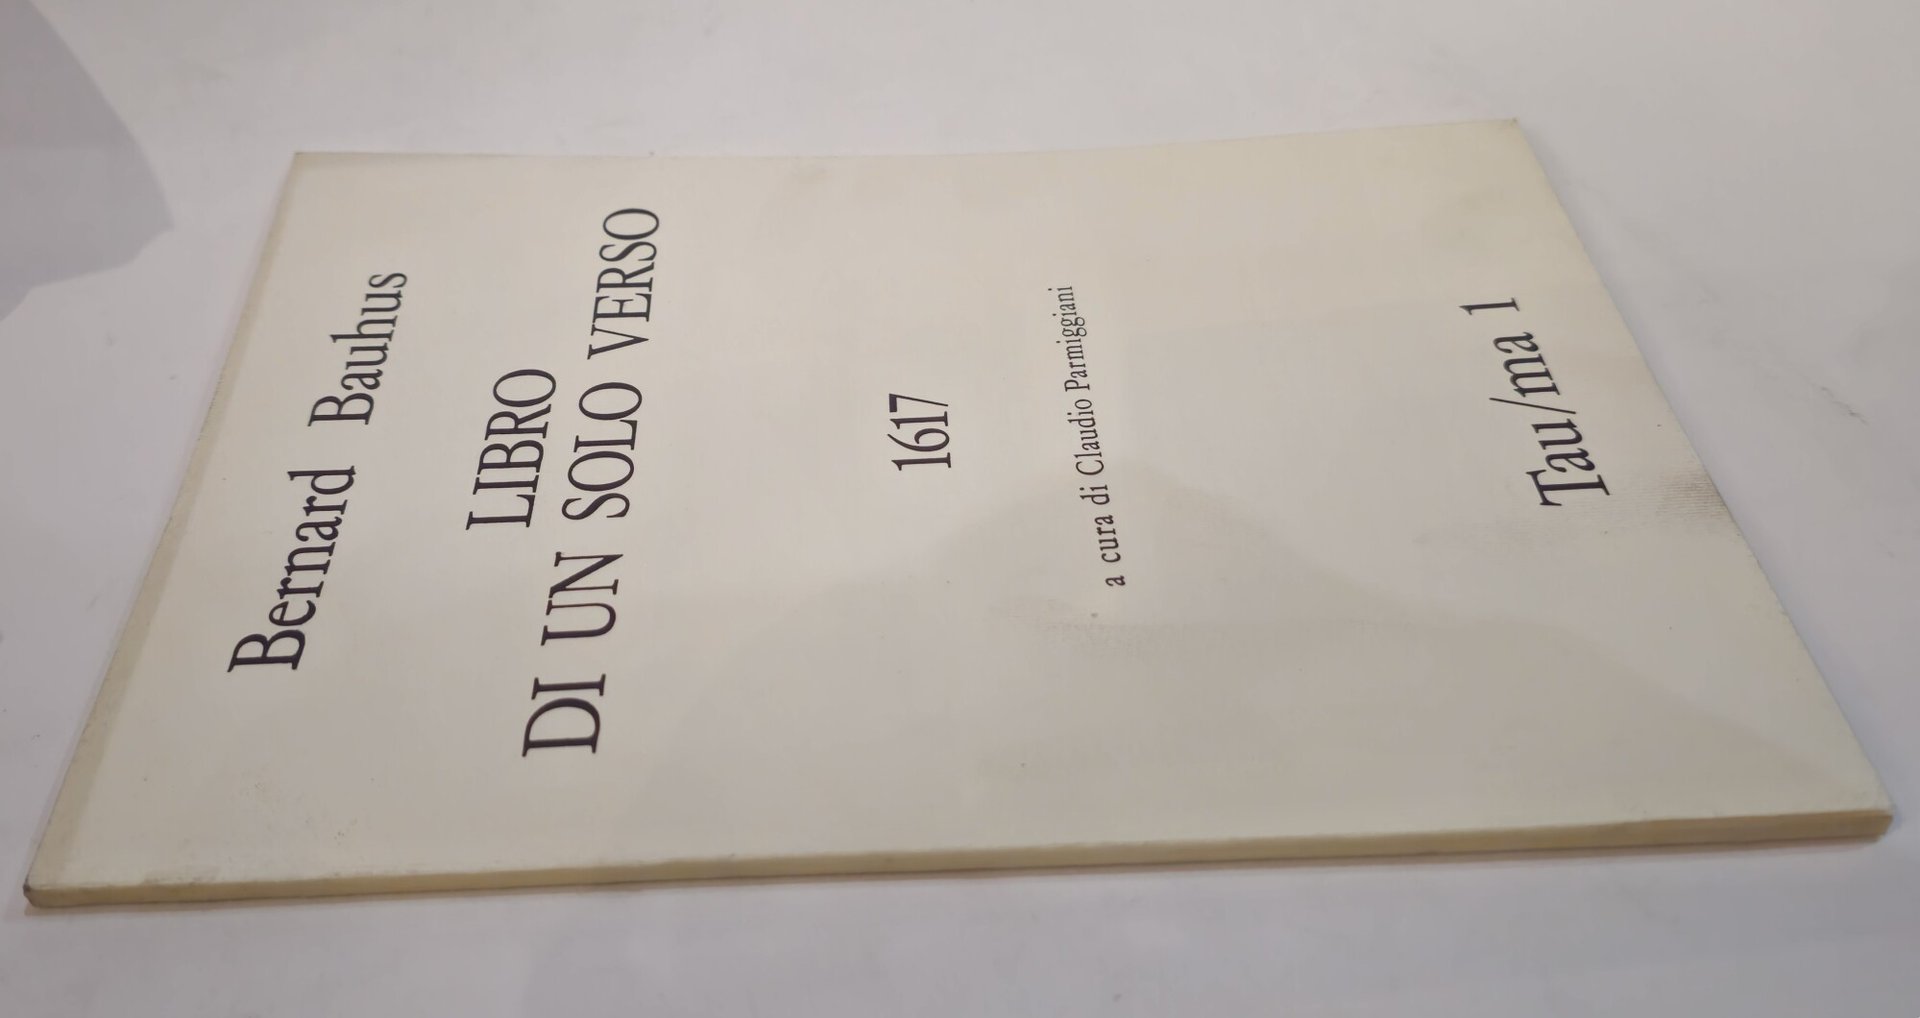 Bernard Bauhus
LIBRO
DI UN SOLO VERSO
1617
a cura di Claudio Parmiggiani
Tau/ma 1